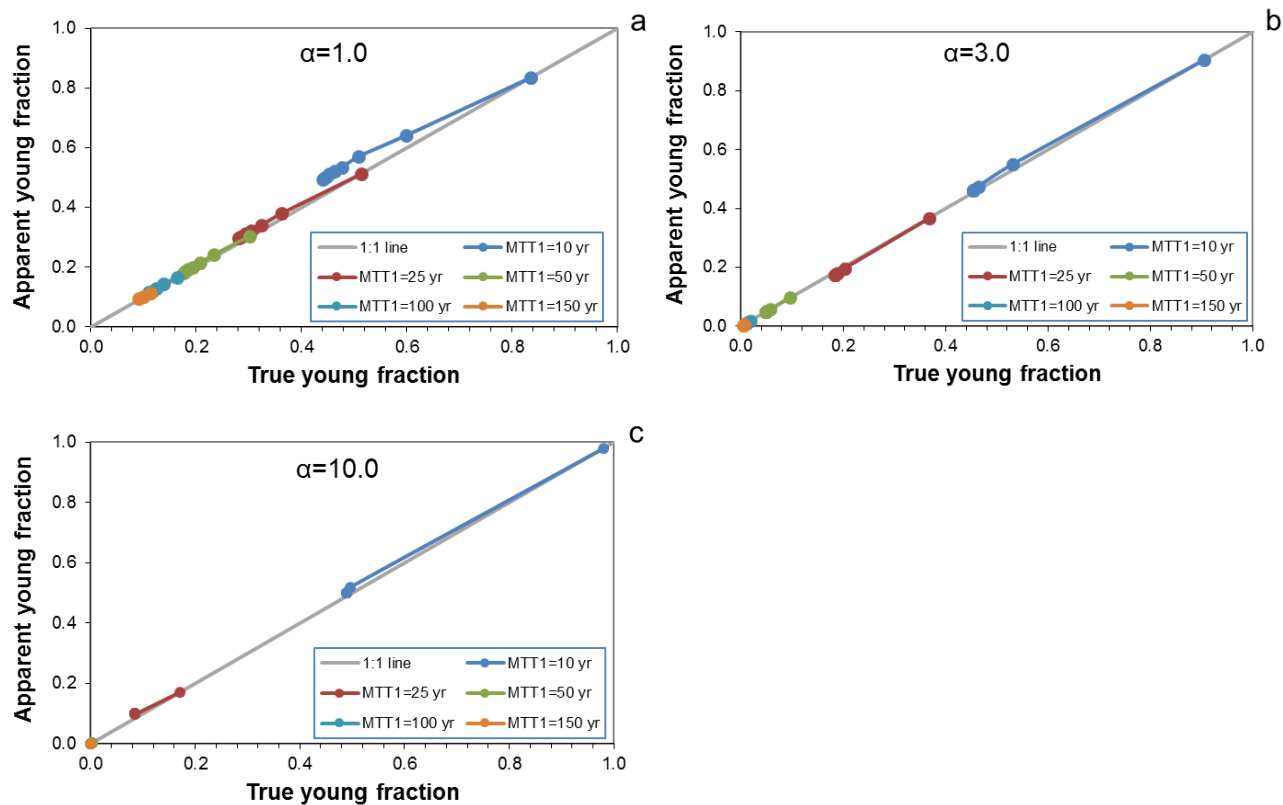 a
α=1.0
Apparent young fraction
1.0
0.8
0.6
0.4
0.2
0.0
1:1 line MTT1=10 yr
MTT1=25 yr MTT1=50 yr
MTT1=100 yr MTT1=150 yr
0.0 0.2 0.4 0.6 0.8 1.0
True young fraction
b
α=3.0
Apparent young fraction
1.0
0.8
0.6
0.4
0.2
0.0
1:1 line MTT1=10 yr
MTT1=25 yr MTT1=50 yr
MTT1=100 yr MTT1=150 yr
0.0 0.2 0.4 0.6 0.8 1.0
True young fraction
c
α=10.0
Apparent young fraction
1.0
0.8
0.6
0.4
0.2
0.0
1:1 line MTT1=10 yr
MTT1=25 yr MTT1=50 yr
MTT1=100 yr MTT1=150 yr
0.0 0.2 0.4 0.6 0.8 1.0
True young fraction